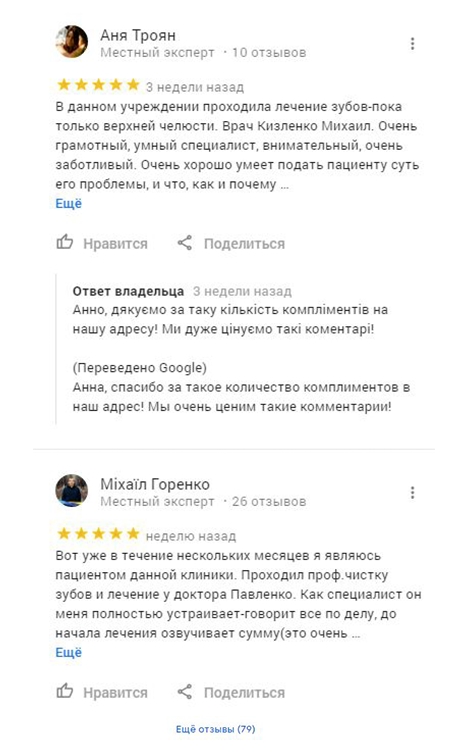 Аня Троян
Местный эксперт · 10 отзывов
3 недели назад
В данном учреждении проходила лечение зубов-пока
только верхней челюсти. Врач Кизленко Михаил. Очень
грамотный, умный специалист, внимательный, очень
заботливый. Очень хорошо умеет подать пациенту суть
его проблемы, и что, как и почему ...
Ещё
Нравится Поделиться
Ответ владельца 3 недели назад
Анно, дякуємо за таку кількість компліментів на
нашу адресу! Ми дуже цінуємо такі коментарі!
(Переведено Google)
Анна, спасибо за такое количество комплиментов в
наш адрес! Мы очень ценим такие комментарии!
Міхаїл Горенко
Местный эксперт · 26 отзывов
неделю назад
Вот уже в течение нескольких месяцев я являюсь
пациентом данной клиники. Проходил проф.чистку
зубов и лечение у доктора Павленко. Как специалист он
меня полностью устраивает-говорит все по делу, до
начала лечения озвучивает сумму(это очень ...
Ещё
Нравится Поделиться
Ещё отзывы (79)